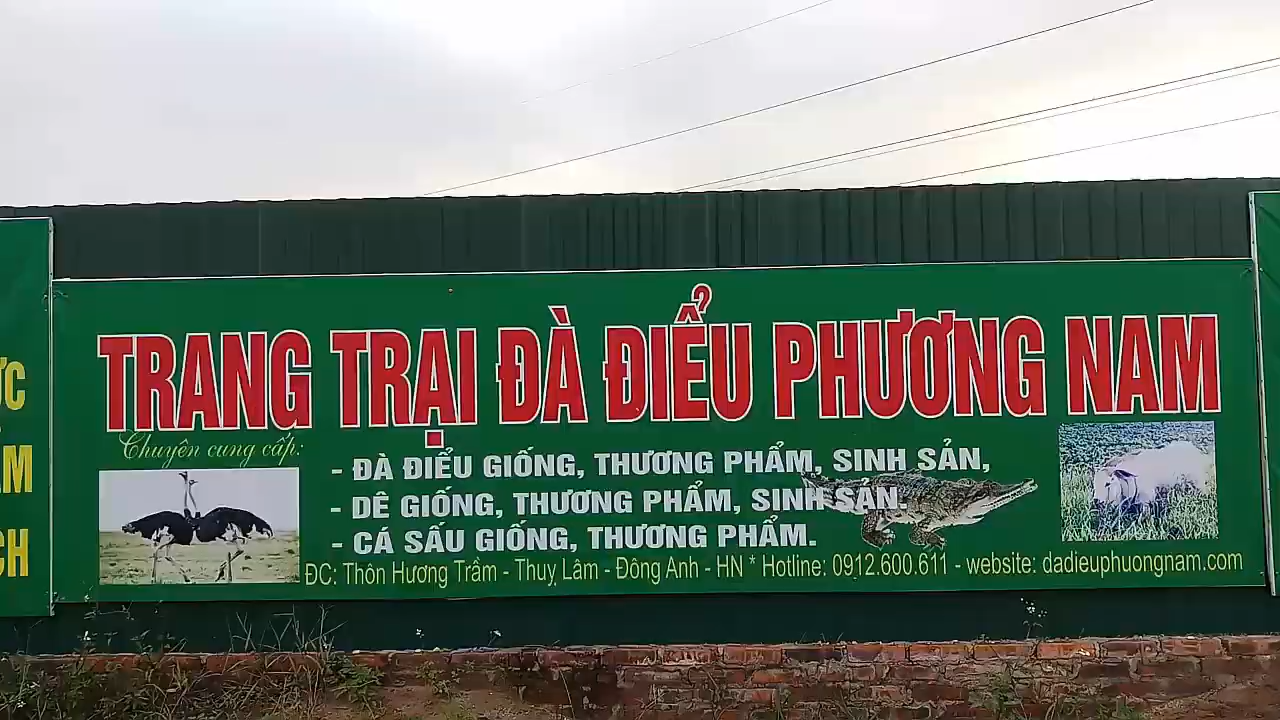 TRANG TRẠI ĐÀ ĐIỂU PHƯƠNG NAM
Chuyên cung cấp:
- ĐÀ ĐIỂU GIỐNG, THƯƠNG PHẨM, SINH SẢN,
- DÊ GIỐNG, THƯƠNG PHẨM, SINH SẢN.
- CÁ SẤU GIỐNG, THƯƠNG PHẨM.
ĐC: Thôn Hương Trầm - Thuỵ Lâm - Đông Anh - HN * Hotline: 0912.600.611 - website: dadieuphuongnam.com